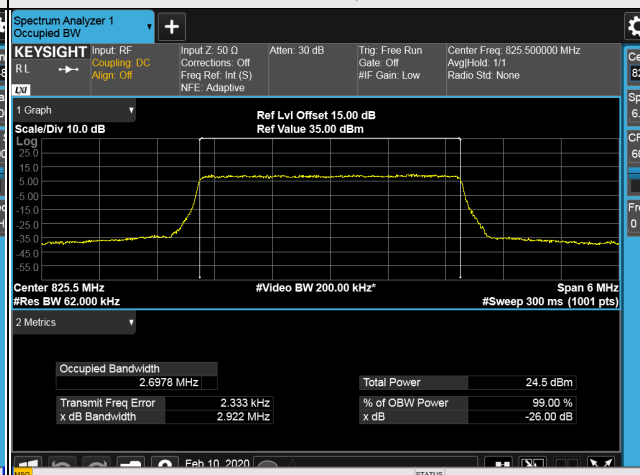 Spectrum Analyzer 1
Occupied BW
+
KEYSIGHT
RL
LXI
Input: RF
Coupling: DC
Align: Off
Input Z: 50 Ω
Corrections: Off
Freq Ref: Int (S)
NFE: Adaptive
Atten: 30 dB
Trig: Free Run
Gate: Off
#IF Gain: Low
Center Freq: 825.500000 MHz
Avg|Hold: 1/1
Radio Std: None
1 Graph
Scale/Div 10.0 dB
Ref Lvl Offset 15.00 dB
Ref Value 35.00 dBm
Log
25.0
15.0
5.00
-5.00
-15.0
-25.0
-35.0
-45.0
-55.0
Center 825.5 MHz
#Video BW 200.00 kHz*
Span 6 MHz
#Res BW 62.000 kHz
#Sweep 300 ms (1001 pts)
2 Metrics
Occupied Bandwidth
2.6978 MHz
Total Power 24.5 dBm
Transmit Freq Error 2.333 kHz
% of OBW Power 99.00 %
x dB Bandwidth 2.922 MHz
x dB -26.00 dB
Feb 10, 2020
MSG
STATUS